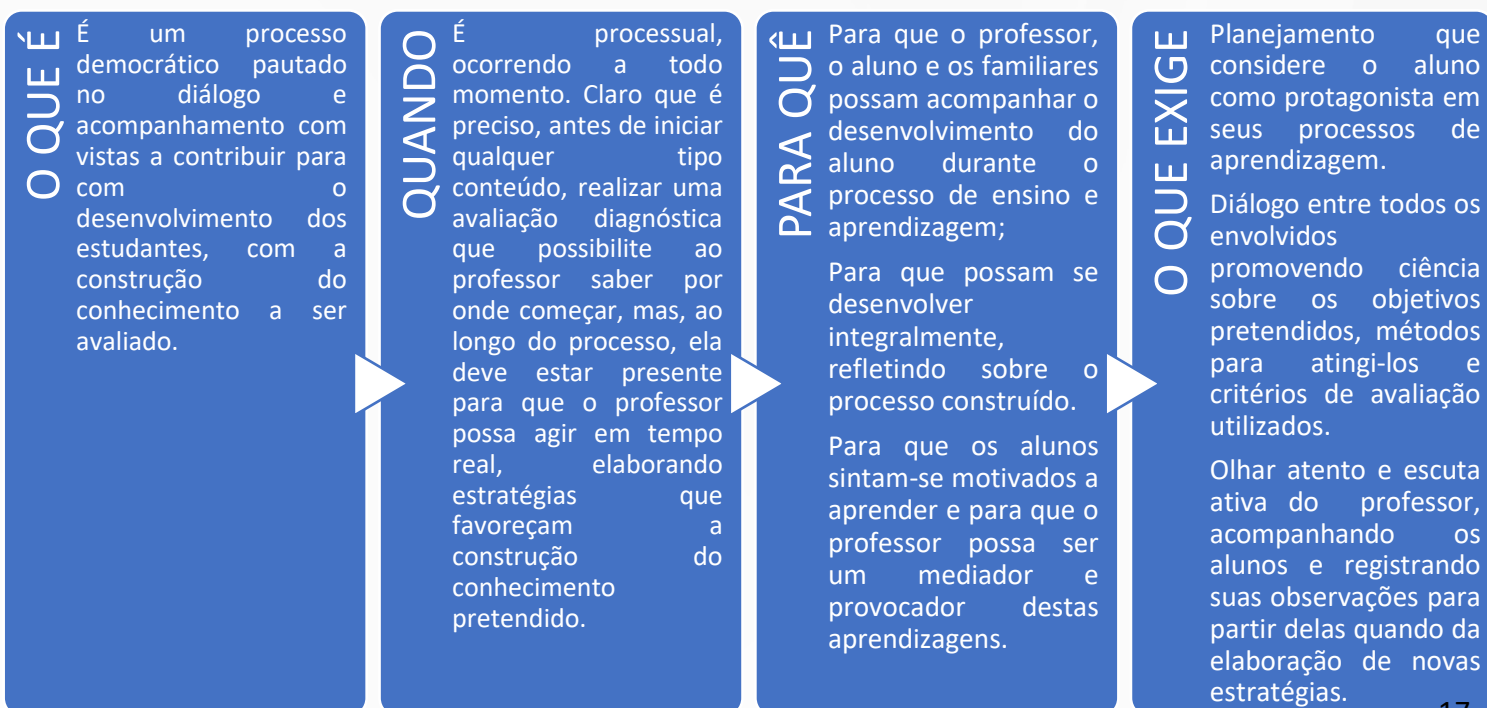 O QUE É
É um processo
democrático pautado
no diálogo e
acompanhamento com
vistas a contribuir para
com o
desenvolvimento dos
estudantes, com a
construção do
conhecimento a ser
avaliado.
QUANDO
É processual,
ocorrendo a todo
momento. Claro que é
preciso, antes de iniciar
qualquer tipo
conteúdo, realizar uma
avaliação diagnóstica
que possibilite ao
professor saber por
onde começar, mas, ao
longo do processo, ela
deve estar presente
para que o professor
possa agir em tempo
real, elaborando
estratégias que
favoreçam a
construção do
conhecimento
pretendido.
PARA QUÊ
Para que o professor,
o aluno e os familiares
possam acompanhar o
desenvolvimento do
aluno durante o
processo de ensino e
aprendizagem;
Para que possam se
desenvolver
integralmente,
refletindo sobre o
processo construído.
Para que os alunos
sintam-se motivados a
aprender e para que o
professor possa ser
um mediador e
provocador destas
aprendizagens.
O QUE EXIGE
Planejamento que
considere o aluno
como protagonista em
seus processos de
aprendizagem.
Diálogo entre todos os
envolvidos
promovendo ciência
sobre os objetivos
pretendidos, métodos
para atingi-los e
critérios de avaliação
utilizados.
Olhar atento e escuta
ativa do professor,
acompanhando os
alunos e registrando
suas observações para
partir delas quando da
elaboração de novas
estratégias.
17